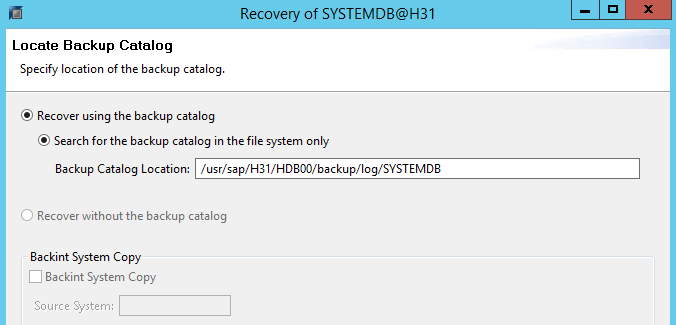 Recovery of SYSTEMDB@H31
Locate Backup Catalog
Specify location of the backup catalog.
Recover using the backup catalog
Search for the backup catalog in the file system only
Backup Catalog Location: /usr/sap/H31/HDB00/backup/log/SYSTEMDB
Recover without the backup catalog
Backint System Copy
Backint System Copy
Source System: